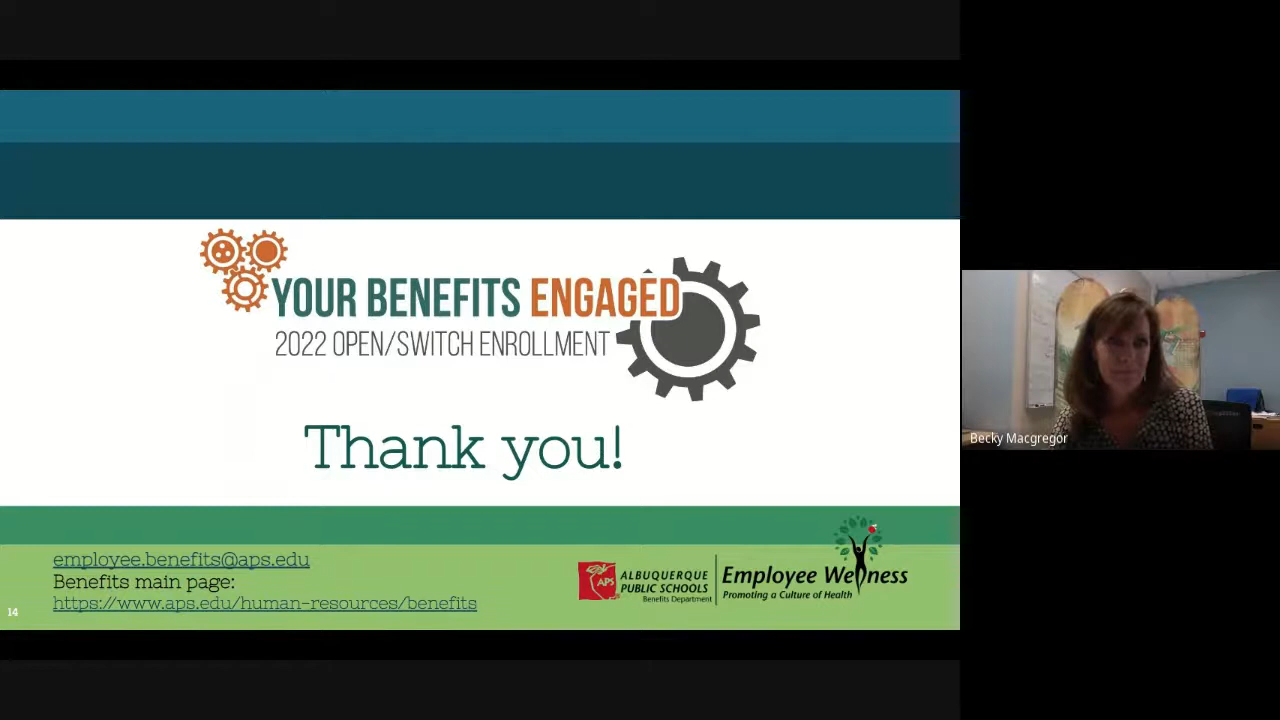 YOUR BENEFITS ENGAGED
2022 OPEN/SWITCH ENROLLMENT
Thank you!
employee.benefits@aps.edu
Benefits main page:
https://www.aps.edu/human-resources/benefits
14
APS
ALBUQUERQUE
PUBLIC SCHOOLS
Benefits Department
Employee Wellness
Promoting a Culture of Health
Becky Macgregor